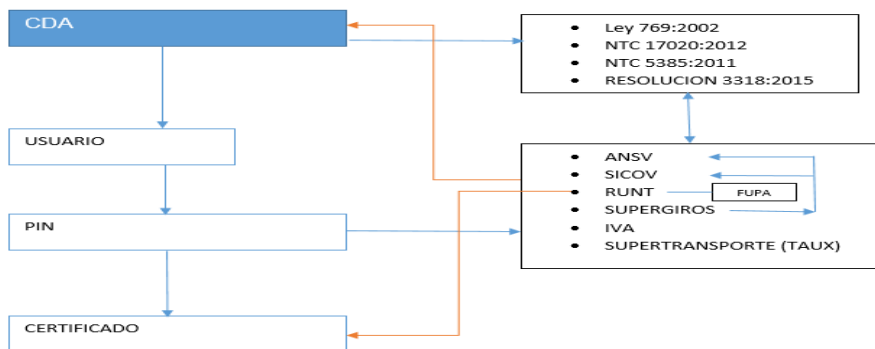 CDA
• Ley 769:2002
• NTC 17020:2012
• NTC 5385:2011
• RESOLUCION 3318:2015
USUARIO
• ANSV
• SICOV
• RUNT FUPA
• SUPERGIROS
• IVA
• SUPERTRANSPORTE (TAUX)
PIN
CERTIFICADO